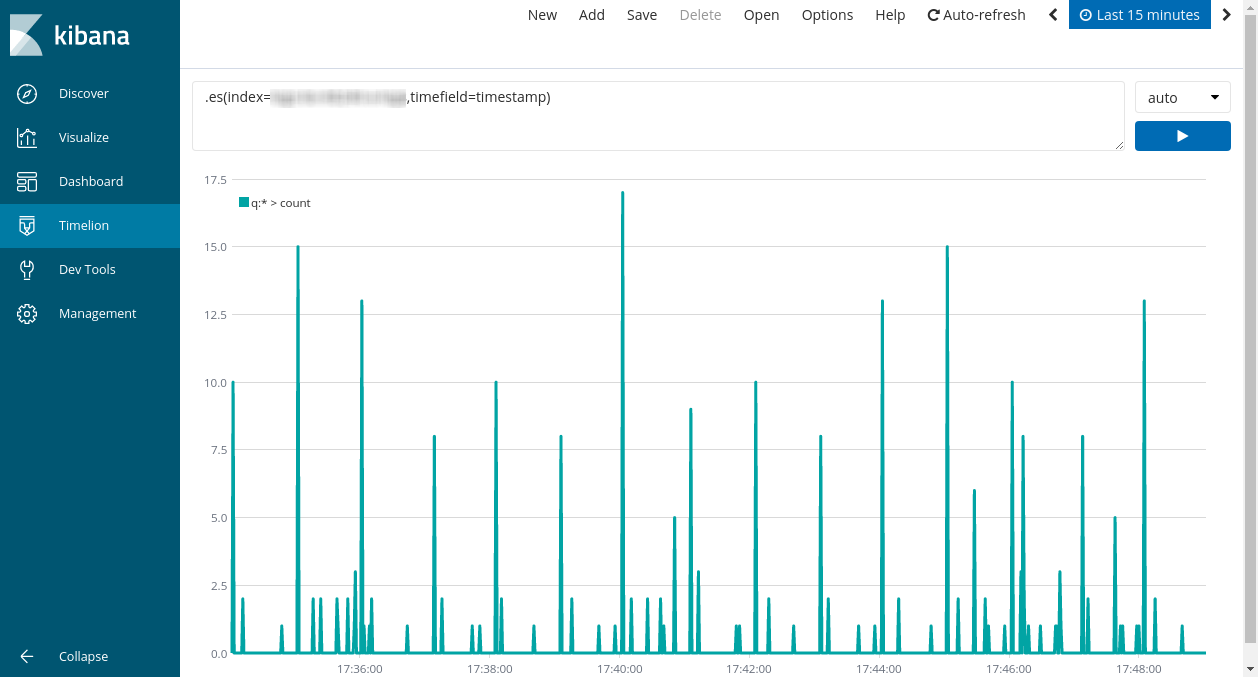 kibana
Discover
Visualize
Dashboard
Timelion
Dev Tools
Management
Collapse
New Add Save Delete Open Options Help Auto-refresh Last 15 minutes
.es(index= ,timefield=timestamp)
auto
17.5
q:* > count
15.0
12.5
10.0
7.5
5.0
2.5
0.0
17:36:00 17:38:00 17:40:00 17:42:00 17:44:00 17:46:00 17:48:00